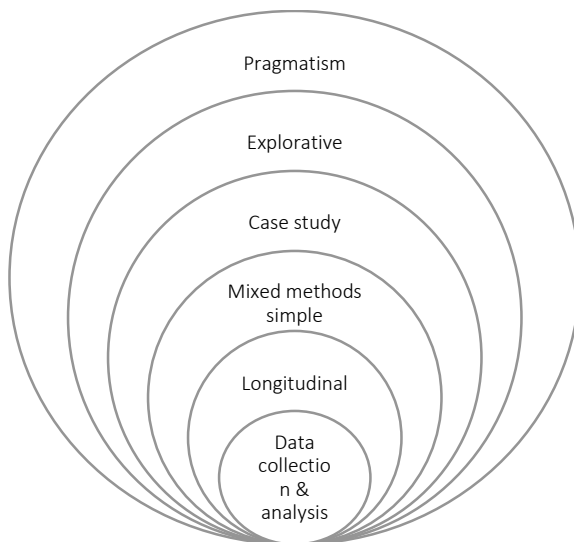 Pragmatism
Explorative
Case study
Mixed methods
simple
Longitudinal
Data
collectio
n &
analysis